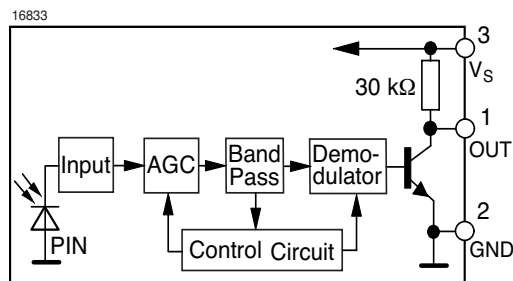 16833
3
V_S
30 kΩ
1
OUT
Input
AGC
Band
Pass
Demo-
dulator
2
GND
PIN
Control Circuit